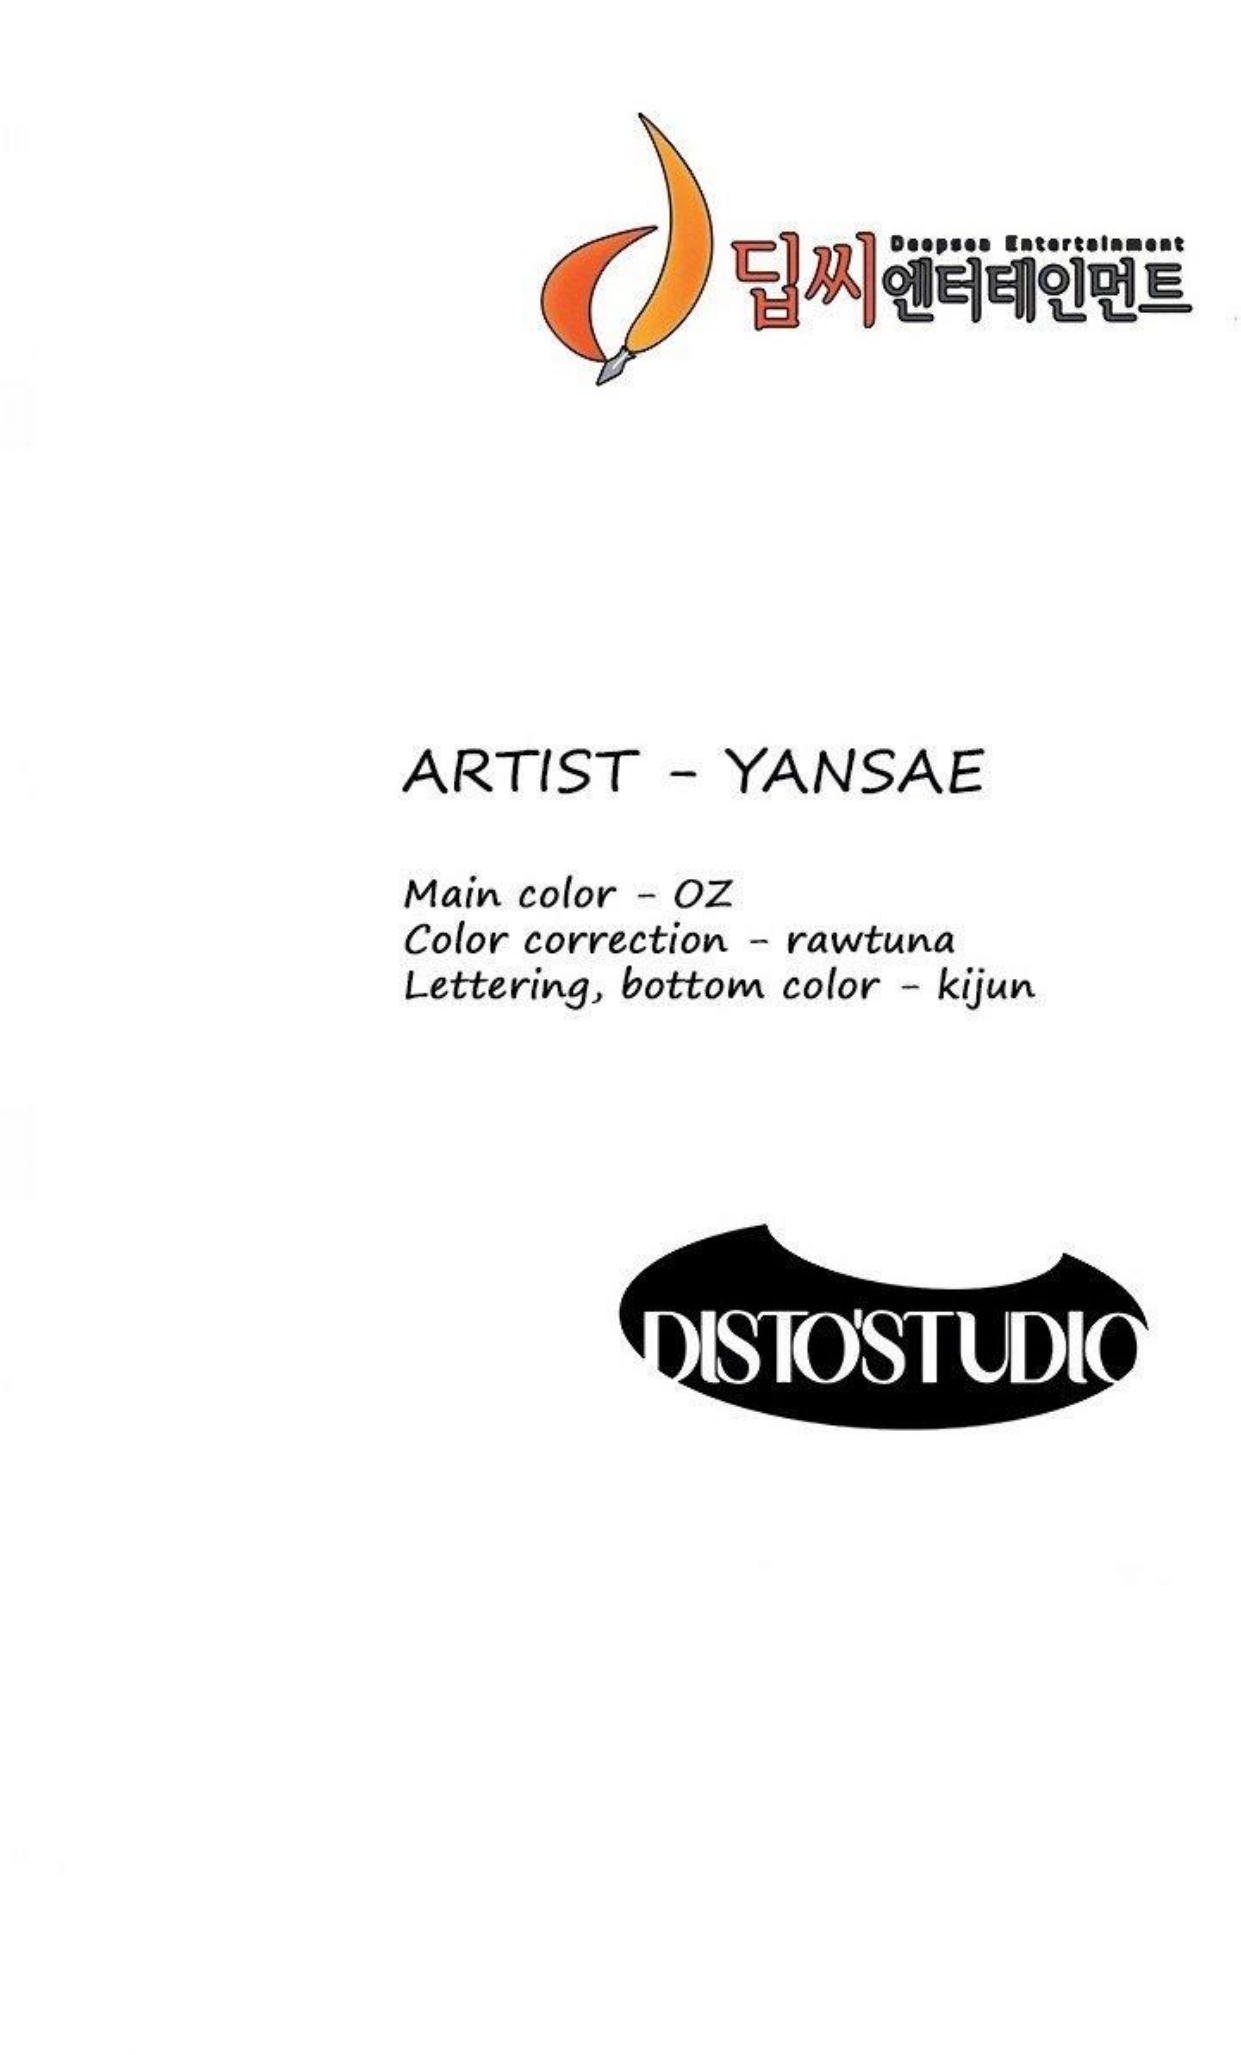 Deepsea Entertainment
딥씨엔터테인먼트
ARTIST - YANSAE
Main color - OZ
Color correction - rawtuna
Lettering, bottom color - kijun
DISTO'STUDIO